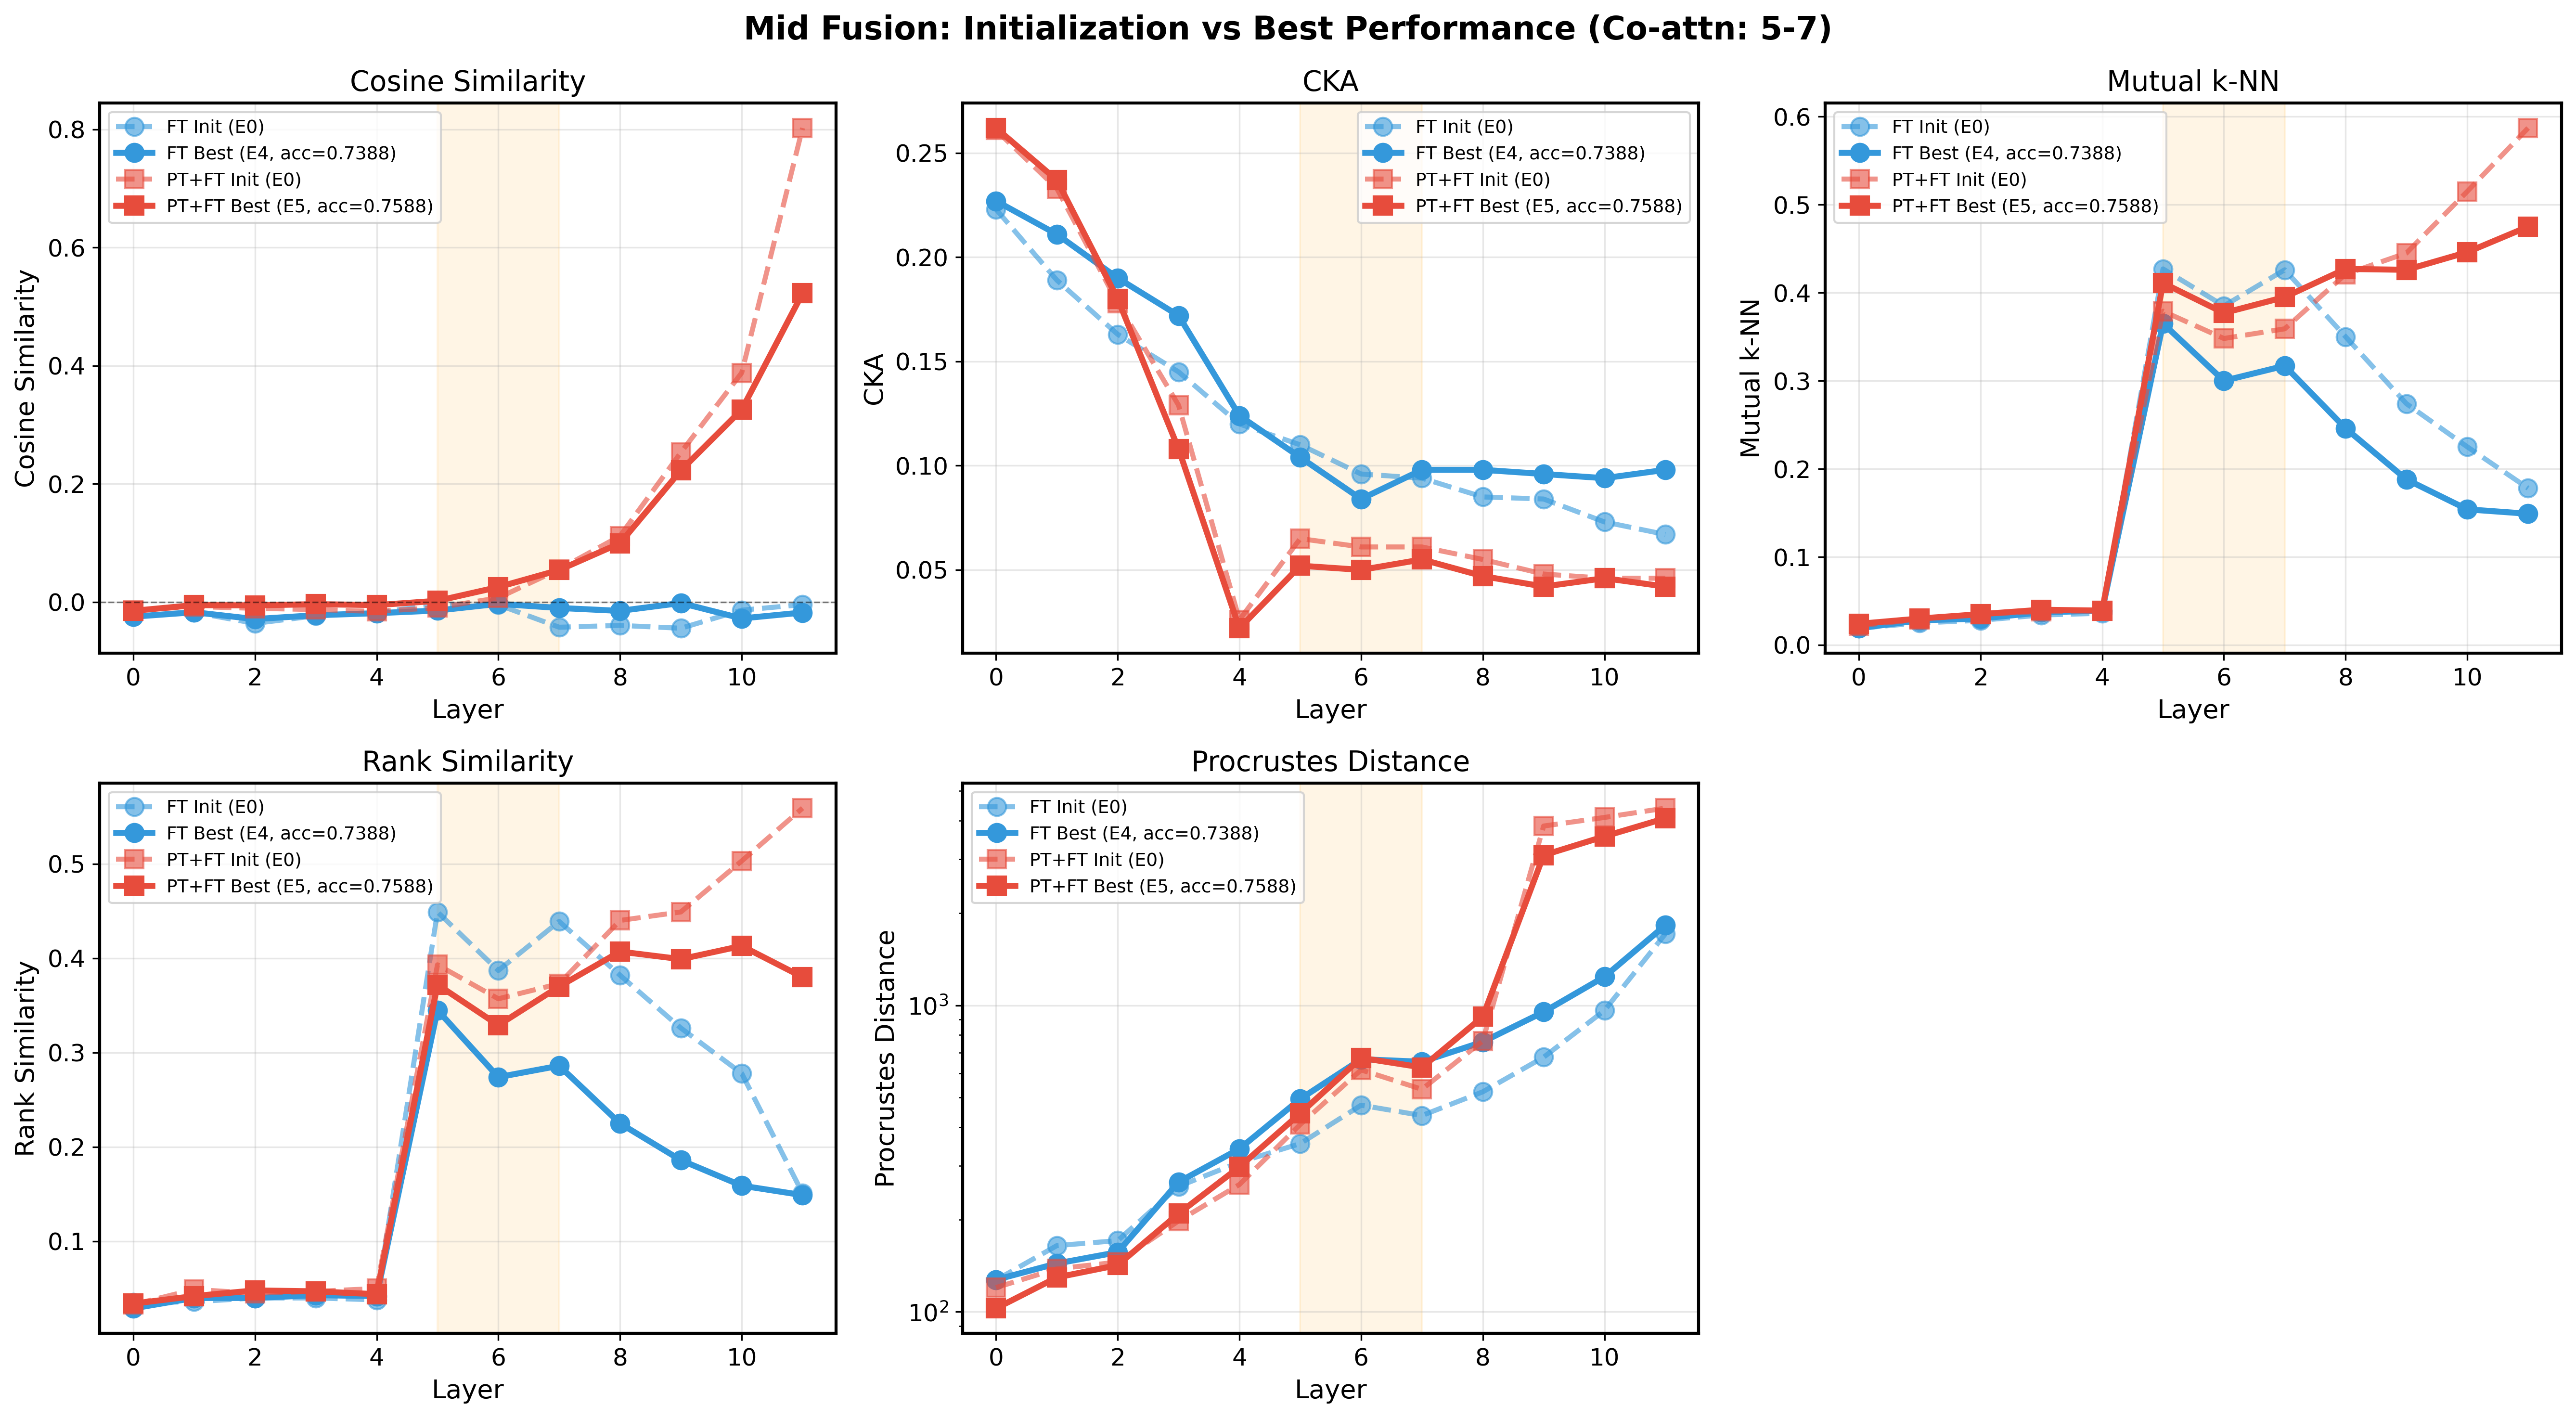 Mid Fusion: Initialization vs Best Performance (Co-attn: 5-7)
Cosine Similarity
Cosine Similarity
0.8
0.6
0.4
0.2
0.0
FT Init (E0)
FT Best (E4, acc=0.7388)
PT+FT Init (E0)
PT+FT Best (E5, acc=0.7588)
0 2 4 6 8 10
Layer
CKA
CKA
0.25
0.20
0.15
0.10
0.05
FT Init (E0)
FT Best (E4, acc=0.7388)
PT+FT Init (E0)
PT+FT Best (E5, acc=0.7588)
0 2 4 6 8 10
Layer
Mutual k-NN
Mutual k-NN
0.6
0.5
0.4
0.3
0.2
0.1
0.0
FT Init (E0)
FT Best (E4, acc=0.7388)
PT+FT Init (E0)
PT+FT Best (E5, acc=0.7588)
0 2 4 6 8 10
Layer
Rank Similarity
Rank Similarity
0.5
0.4
0.3
0.2
0.1
FT Init (E0)
FT Best (E4, acc=0.7388)
PT+FT Init (E0)
PT+FT Best (E5, acc=0.7588)
0 2 4 6 8 10
Layer
Procrustes Distance
Procrustes Distance
10³
10²
FT Init (E0)
FT Best (E4, acc=0.7388)
PT+FT Init (E0)
PT+FT Best (E5, acc=0.7588)
0 2 4 6 8 10
Layer